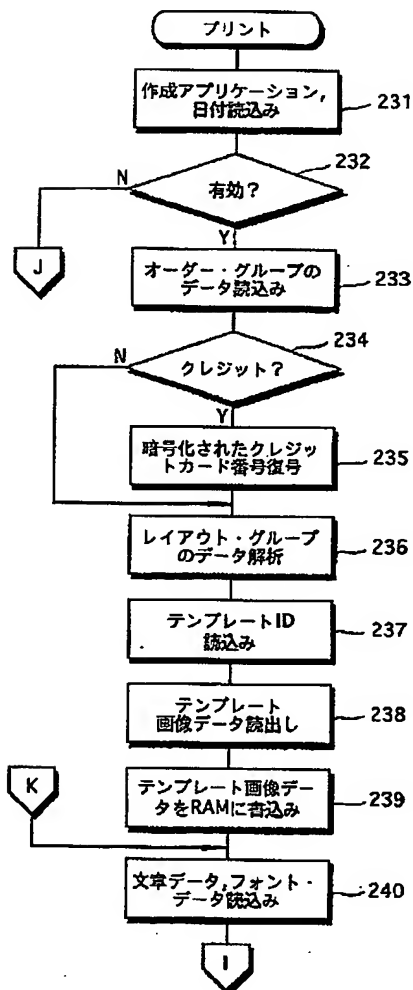 プリント
作成アプリケーション,
日付読込み
231
232
有効?
N
Y
J
オーダー・グループの
データ読込み
233
234
クレジット?
N
Y
暗号化されたクレジッ
トカード番号復号
235
レイアウト・グループ
のデータ解析
236
テンプレートID
読込み
237
テンプレート
画像データ読出し
238
K
テンプレート画像デー
タをRAMに書込み
239
文章データ,フォント・
データ読込み
240
I